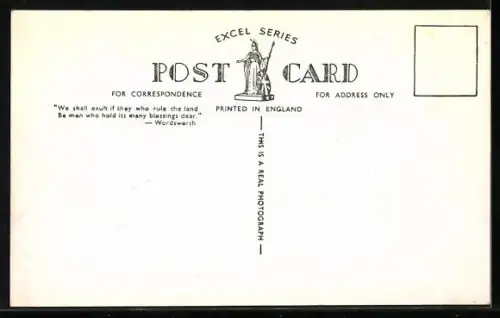 EXCEL SERIES
POST CARD
FOR CORRESPONDENCE
FOR ADDRESS ONLY
PRINTED IN ENGLAND
"We shall exult if they who rule the land
Be men who hold its many blessings dear."
— Wordsworth
— THIS IS A REAL PHOTOGRAPH —